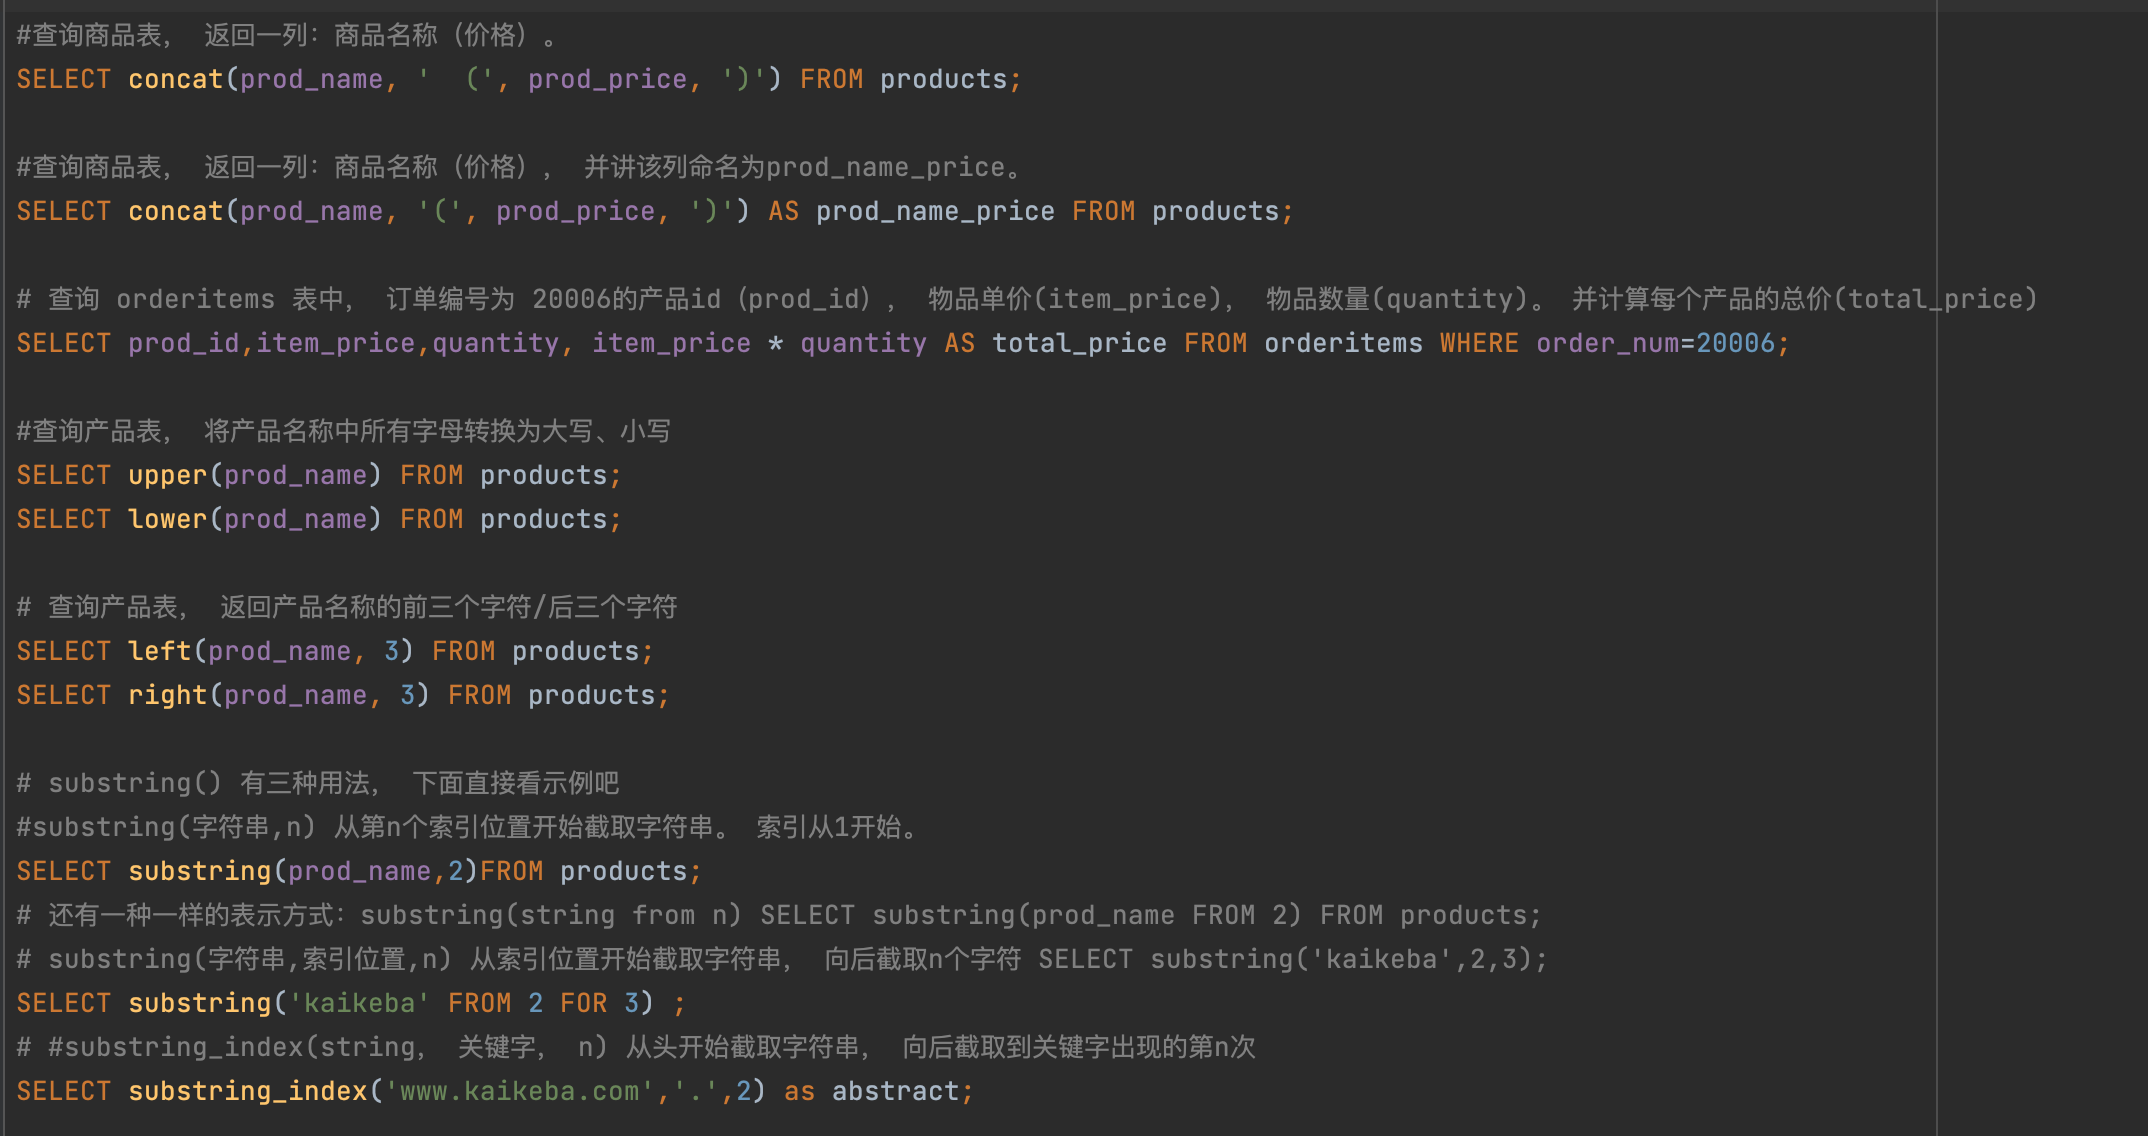 #查询商品表， 返回一列：商品名称（价格）。
SELECT concat(prod_name, '  (', prod_price, ')') FROM products;
#查询商品表， 返回一列：商品名称（价格）， 并讲该列命名为prod_name_price。
SELECT concat(prod_name, '(', prod_price, ')') AS prod_name_price FROM products;
# 查询 orderitems 表中， 订单编号为 20006的产品id（prod_id）， 物品单价(item_price)， 物品数量(quantity)。 并计算每个产品的总价(total_price)
SELECT prod_id,item_price,quantity, item_price * quantity AS total_price FROM orderitems WHERE order_num=20006;
#查询产品表， 将产品名称中所有字母转换为大写、小写
SELECT upper(prod_name) FROM products;
SELECT lower(prod_name) FROM products;
# 查询产品表， 返回产品名称的前三个字符/后三个字符
SELECT left(prod_name, 3) FROM products;
SELECT right(prod_name, 3) FROM products;
# substring() 有三种用法， 下面直接看示例吧
#substring(字符串,n) 从第n个索引位置开始截取字符串。 索引从1开始。
SELECT substring(prod_name,2)FROM products;
# 还有一种一样的表示方式：substring(string from n) SELECT substring(prod_name FROM 2) FROM products;
# substring(字符串,索引位置,n) 从索引位置开始截取字符串， 向后截取n个字符 SELECT substring('kaikeba',2,3);
SELECT substring('kaikeba' FROM 2 FOR 3) ;
# #substring_index(string， 关键字， n) 从头开始截取字符串， 向后截取到关键字出现的第n次
SELECT substring_index('www.kaikeba.com','.',2) as abstract;